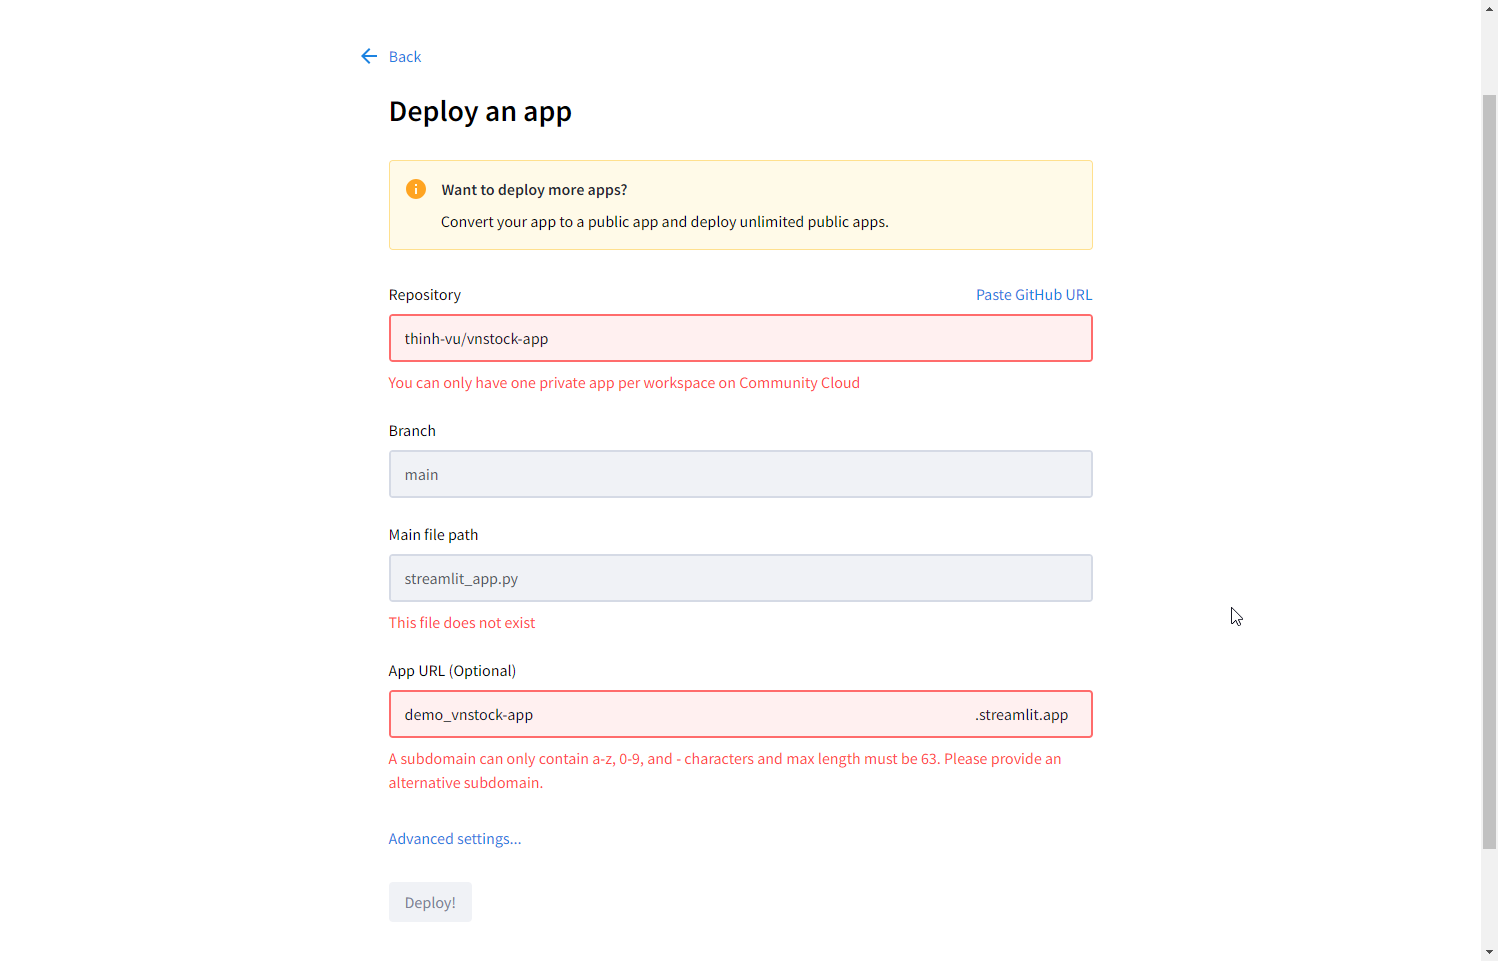 Back
Deploy an app
Want to deploy more apps?
Convert your app to a public app and deploy unlimited public apps.
Repository
Paste GitHub URL
thinh-vu/vnstock-app
You can only have one private app per workspace on Community Cloud
Branch
main
Main file path
streamlit_app.py
This file does not exist
App URL (Optional)
demo_vnstock-app
.streamlit.app
A subdomain can only contain a-z, 0-9, and - characters and max length must be 63. Please provide an
alternative subdomain.
Advanced settings...
Deploy!